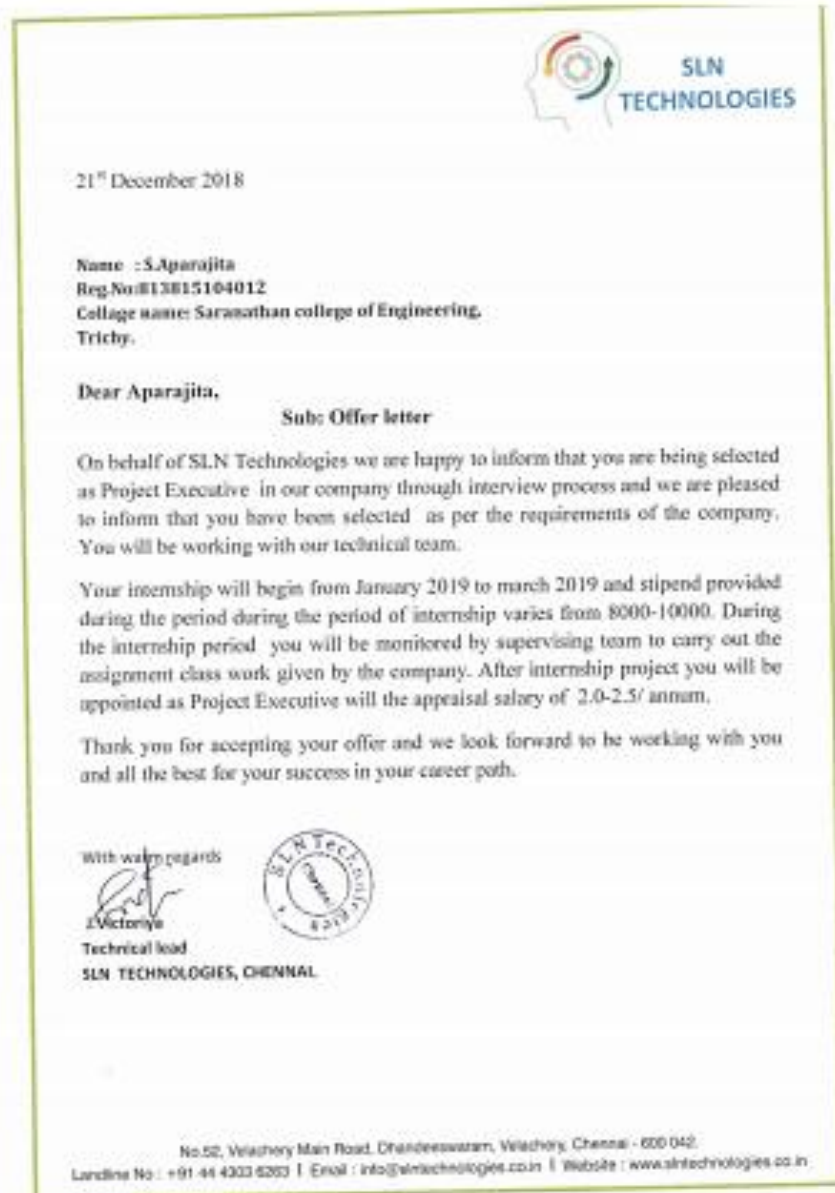 SLN
TECHNOLOGIES
21st December 2018
Name : S.Aparajita
Reg.No:813815104012
Collage name: Saranathan college of Engineering,
Trichy.
Dear Aparajita,
Sub: Offer letter
On behalf of SLN Technologies we are happy to inform that you are being selected
as Project Executive in our company through interview process and we are pleased
to inform that you have been selected as per the requirements of the company.
You will be working with our technical team.
Your internship will begin from January 2019 to march 2019 and stipend provided
during the period during the period of internship varies from 8000-10000. During
the internship period you will be monitored by supervising team to carry out the
assignment class work given by the company. After internship project you will be
appointed as Project Executive will the appraisal salary of 2.0-2.5/ annum.
Thank you for accepting your offer and we look forward to be working with you
and all the best for your success in your career path.
With warm regards
SLN Technologies
J.Victoriya
Technical lead
SLN TECHNOLOGIES, CHENNAI.
No.52, Velachery Main Road, Dhandeeswaram, Velachery, Chennai - 600 042.
Landline No : +91 44 4303 6263 I Email : info@slntechnologies.co.in I Website : www.slntechnologies.co.in